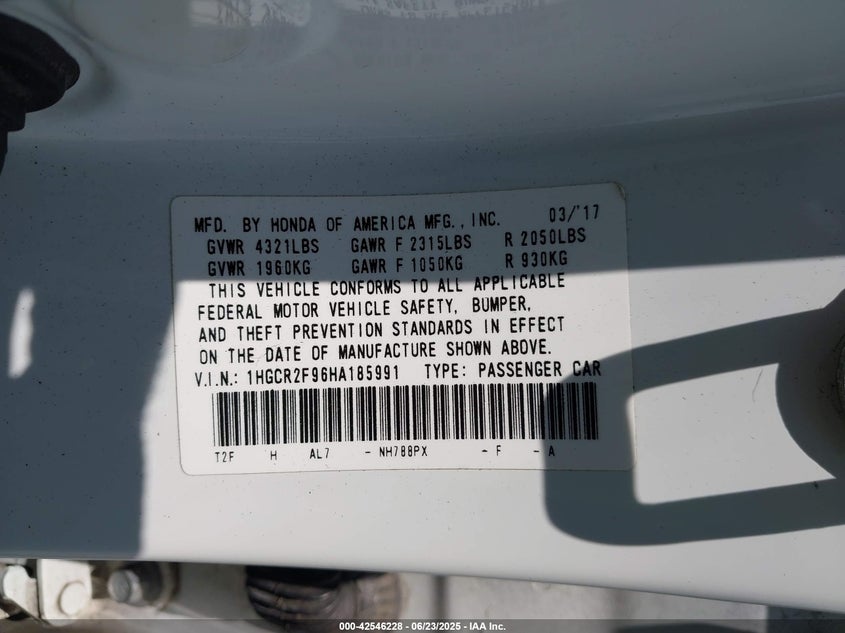 MFD. BY HONDA OF AMERICA MFG., INC. 03/'17
GVWR 4321LBS GAWR F 2315LBS R 2050LBS
GVWR 1960KG GAWR F 1050KG R 930KG
THIS VEHICLE CONFORMS TO ALL APPLICABLE
FEDERAL MOTOR VEHICLE SAFETY, BUMPER,
AND THEFT PREVENTION STANDARDS IN EFFECT
ON THE DATE OF MANUFACTURE SHOWN ABOVE.
V.I.N.: 1HGCR2F96HA185991 TYPE: PASSENGER CAR
T2F H AL7 - NH788PX - F - A
000-42546228 - 06/23/2025 - IAA Inc.